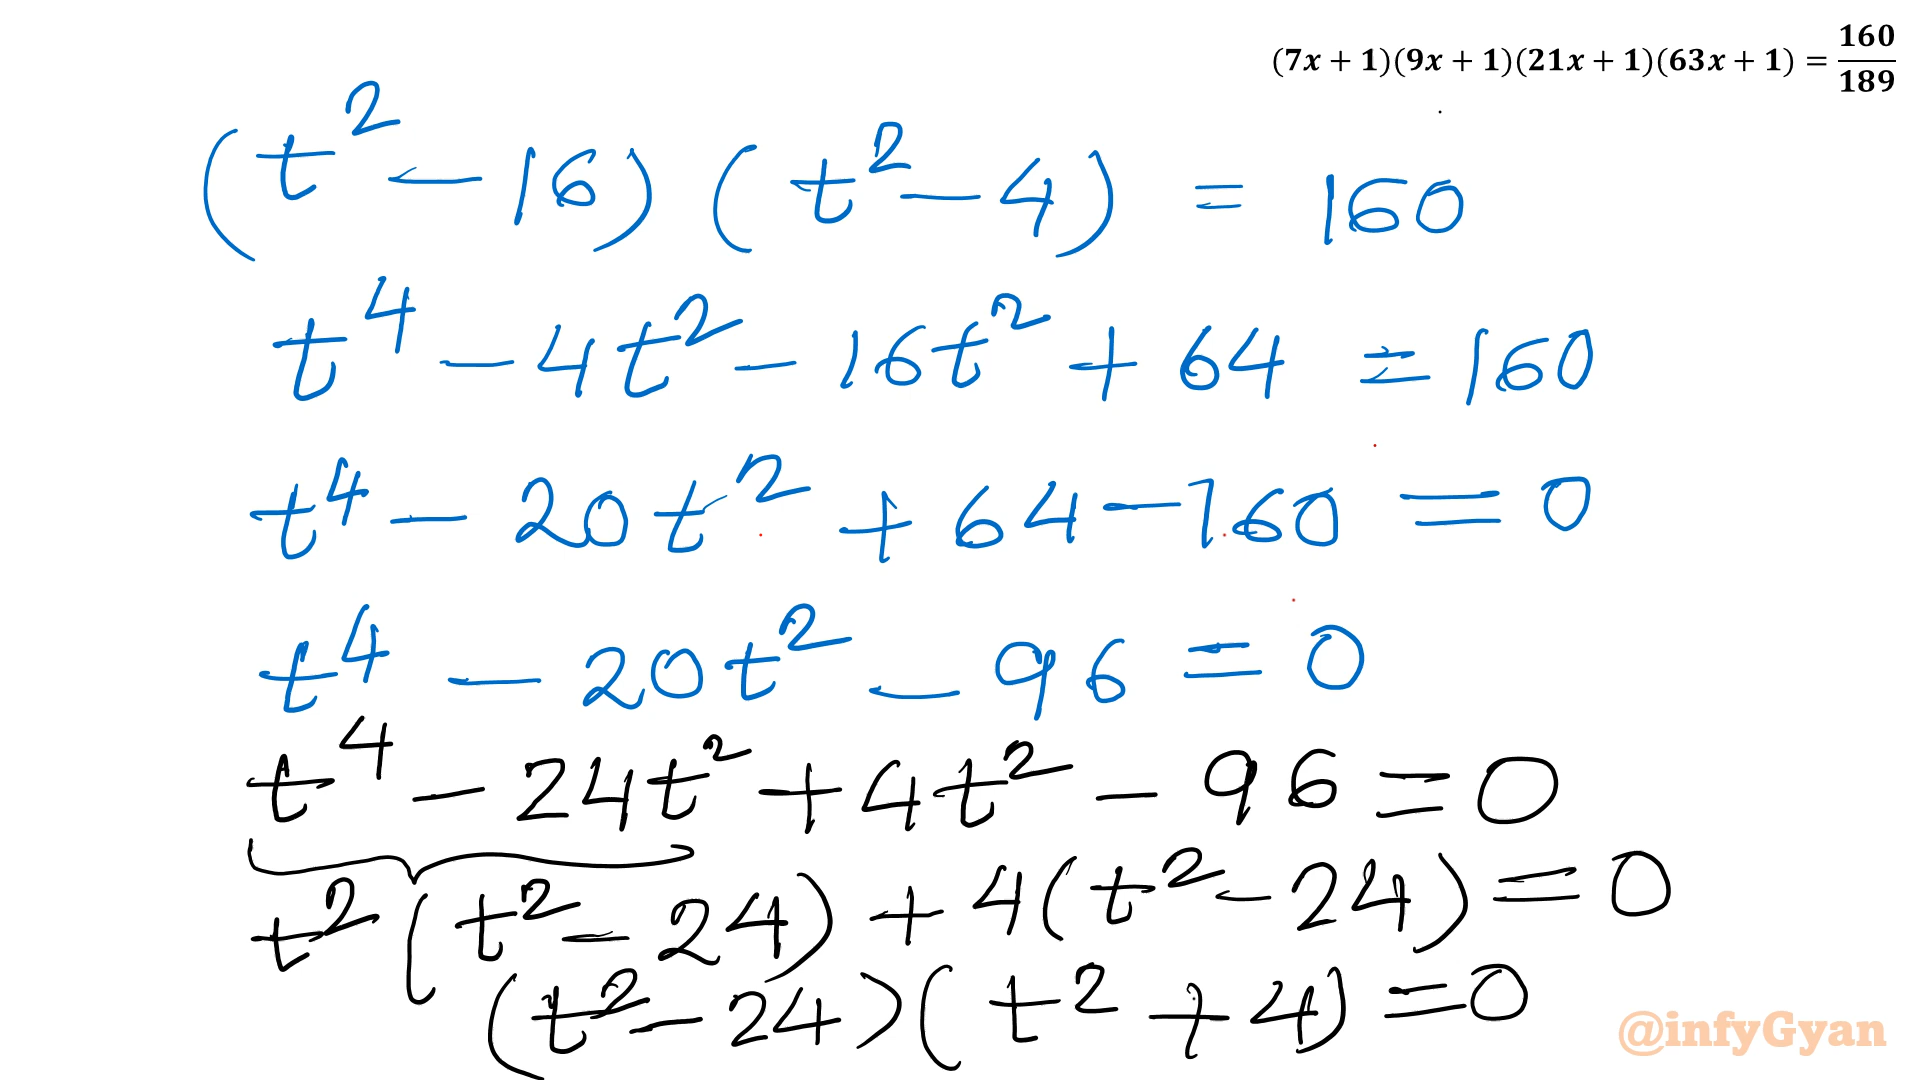 (7x + 1)(9x + 1)(21x + 1)(63x + 1) = 160/189
(t² - 16) (t² - 4) = 160
t⁴ - 4t² - 16t² + 64 = 160
t⁴ - 20t² + 64 - 160 = 0
t⁴ - 20t² - 96 = 0
t⁴ - 24t² + 4t² - 96 = 0
t² (t² - 24) + 4(t² - 24) = 0
(t² - 24) (t² + 4) = 0
@infyGyan